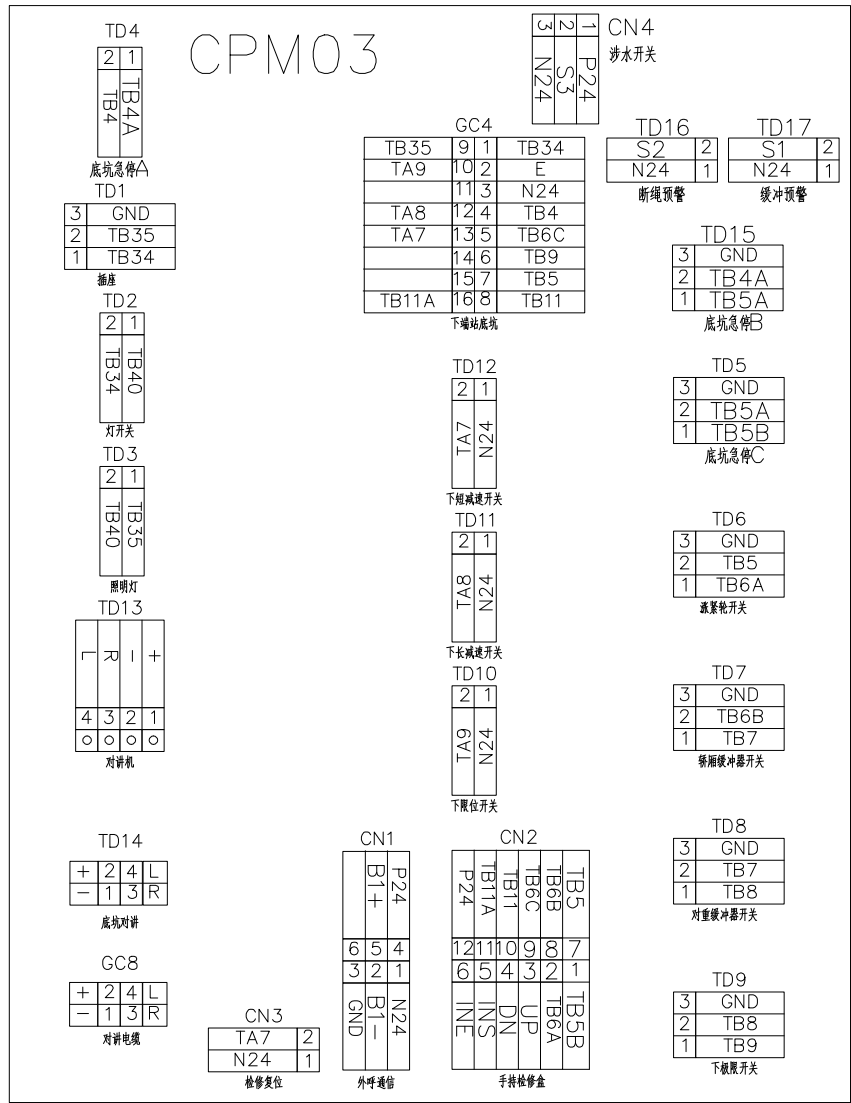 CPM03
TD4
2 1
TB4 TB4A
底坑急停A
CN4
3 2 1
N24 S3 P24
涉水开关
TD1
3 GND
2 TB35
1 TB34
插座
GC4
TB35 9 1 TB34
TA9 10 2 E
11 3 N24
TA8 12 4 TB4
TA7 13 5 TB6C
14 6 TB9
15 7 TB5
TB11A 16 8 TB11
下端站底坑
TD16
S2 2
N24 1
断绳预警
TD17
S1 2
N24 1
缓冲预警
TD15
3 GND
2 TB4A
1 TB5A
底坑急停B
TD2
2 1
TB34 TB40
灯开关
TD12
2 1
TA7 N24
下短减速开关
TD5
3 GND
2 TB5A
1 TB5B
底坑急停C
TD3
2 1
TB40 TB35
照明灯
TD11
2 1
TA8 N24
下长减速开关
TD6
3 GND
2 TB5
1 TB6A
涨紧轮开关
TD13
L R - +
4 3 2 1
对讲机
TD10
2 1
TA9 N24
下限位开关
TD7
3 GND
2 TB6B
1 TB7
轿厢缓冲器开关
TD14
+ 2 4 L
- 1 3 R
底坑对讲
CN1
B1+ P24
6 5 4
3 2 1
GND B1- N24
外呼通信
CN2
P24 TB11A TB11 TB6C TB6B TB5
12 11 10 9 8 7
6 5 4 3 2 1
INE INS DN UP TB6A TB5B
手持检修盒
TD8
3 GND
2 TB7
1 TB8
对重缓冲器开关
GC8
+ 2 4 L
- 1 3 R
对讲电缆
CN3
TA7 2
N24 1
检修复位
TD9
3 GND
2 TB8
1 TB9
下极限开关